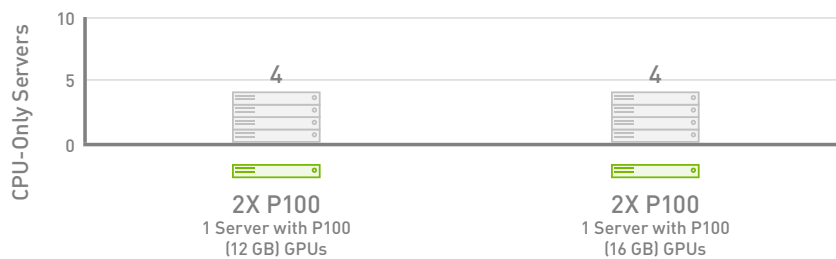 CPU-Only Servers
10
5
0
4
4
2X P100
1 Server with P100
(12 GB) GPUs
2X P100
1 Server with P100
(16 GB) GPUs